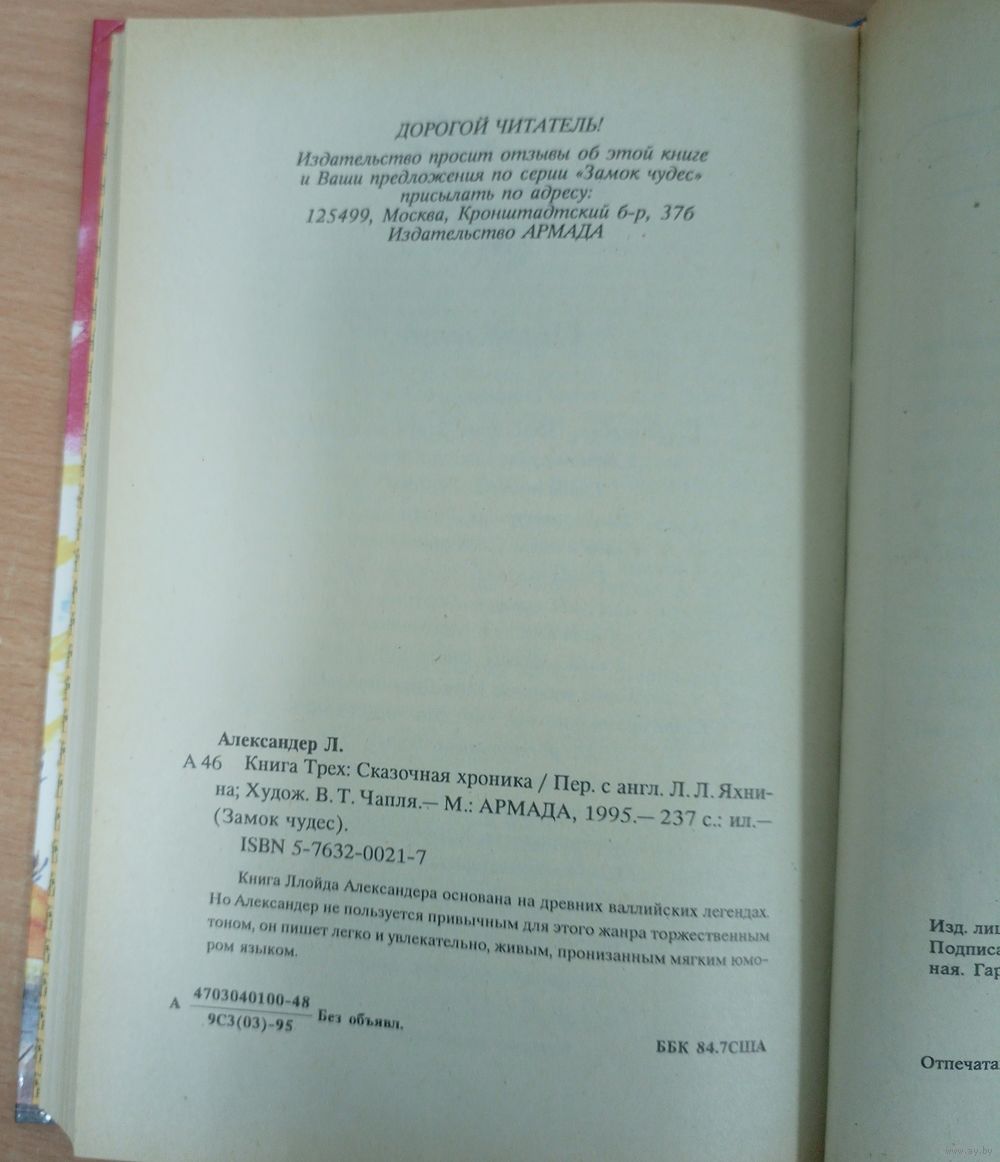 ДОРОГОЙ ЧИТАТЕЛЬ!
Издательство просит отзывы об этой книге
и Ваши предложения по серии «Замок чудес»
присылать по адресу:
125499, Москва, Кронштадтский б-р, 37б
Издательство АРМАДА
Александер Л.
А 46 Книга Трех: Сказочная хроника / Пер. с англ. Л. Л. Яхни-
на; Худож. В. Т. Чапля.— М.: АРМАДА, 1995.— 237 с.: ил.—
(Замок чудес).
ISBN 5-7632-0021-7
Книга Ллойда Александера основана на древних валлийских легендах.
Но Александер не пользуется привычным для этого жанра торжественным
тоном, он пишет легко и увлекательно, живым, пронизанным мягким юмо-
ром языком.
А 4703040100-48
9С3(03)-95 Без объявл.
ББК 84.7США
Изд. лиц
Подписа
ная. Гар
Отпечата
www.ay.by